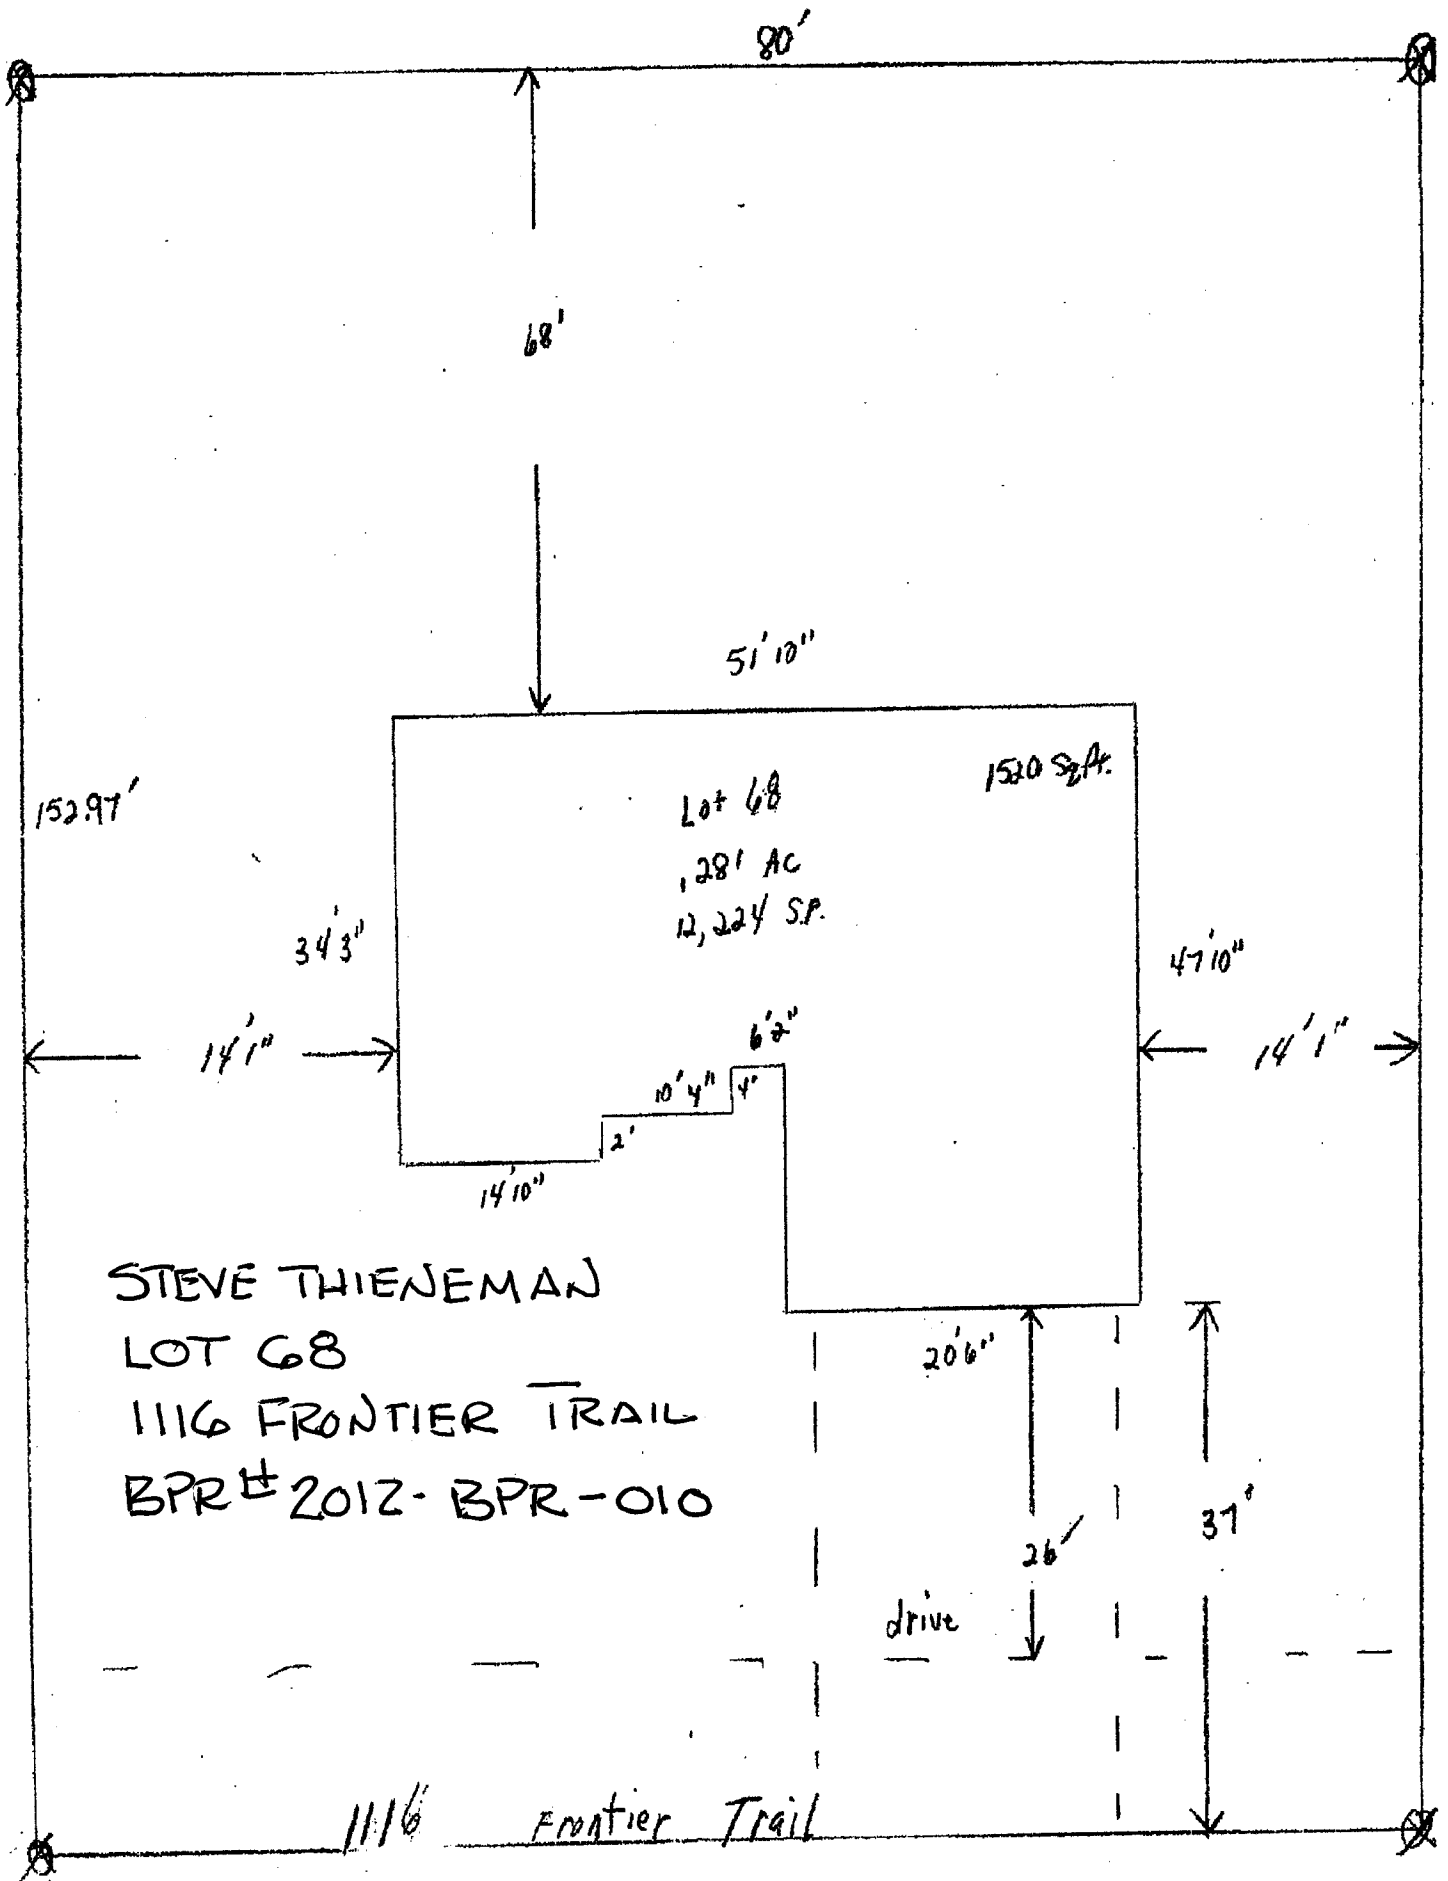 80'
68'
51'10"
1520 Sq ft.
152.97'
Lot 68
.281 AC
12,224 S.F.
34'3"
47'10"
14'1"
14'1"
6'2"
10'4"
4'
2'
14'10"
STEVE THIENEMAN
LOT 68
1116 FRONTIER TRAIL
BPR# 2012-BPR-010
20'6"
26'
37'
drive
1116 Frontier Trail